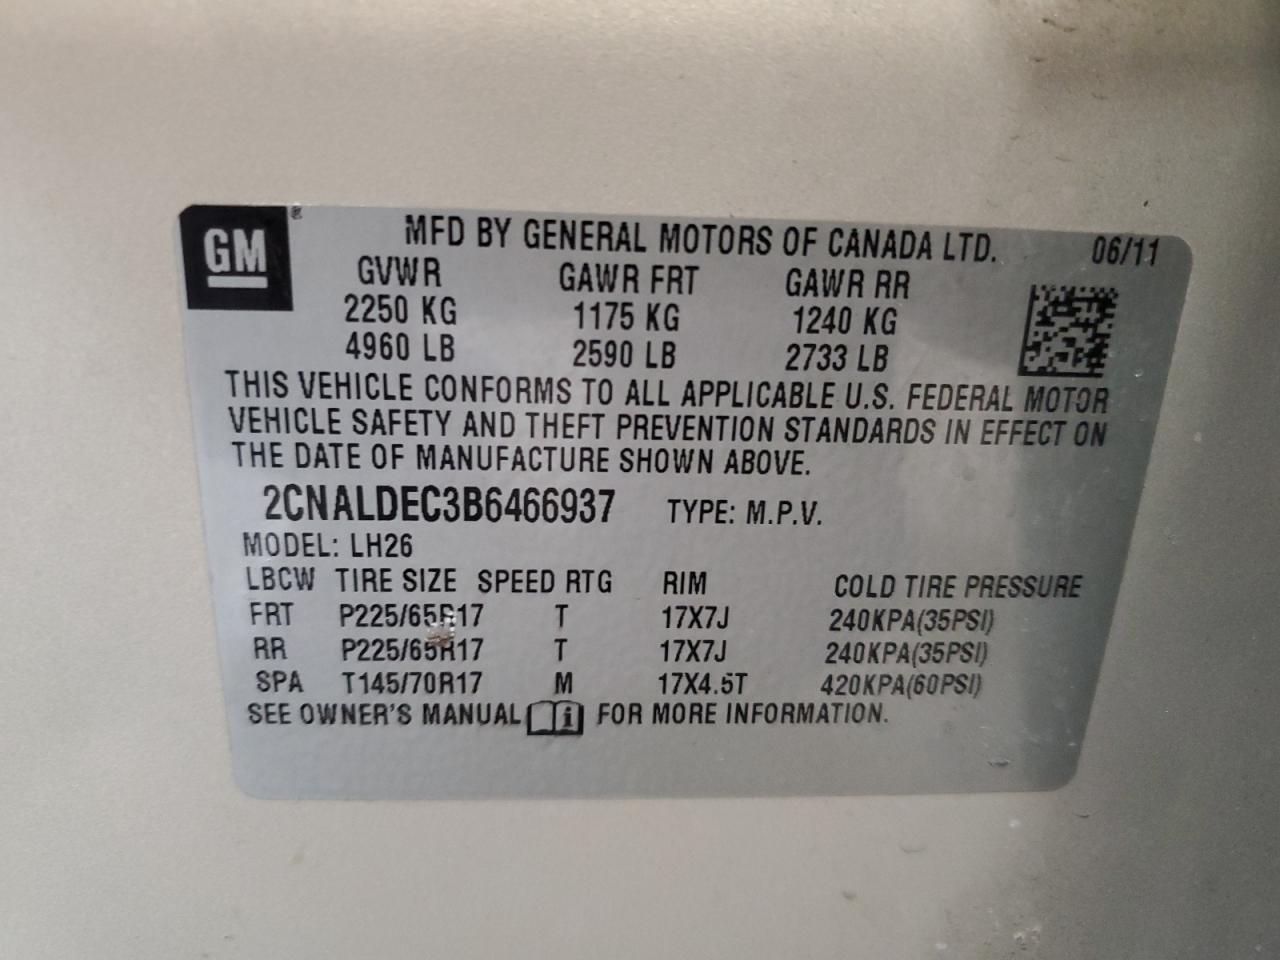 GM® MFD BY GENERAL MOTORS OF CANADA LTD. 06/11
GVWR GAWR FRT GAWR RR
2250 KG 1175 KG 1240 KG
4960 LB 2590 LB 2733 LB
THIS VEHICLE CONFORMS TO ALL APPLICABLE U.S. FEDERAL MOTOR
VEHICLE SAFETY AND THEFT PREVENTION STANDARDS IN EFFECT ON
THE DATE OF MANUFACTURE SHOWN ABOVE.
2CNALDEC3B6466937 TYPE: M.P.V.
MODEL: LH26
LBCW TIRE SIZE SPEED RTG RIM COLD TIRE PRESSURE
FRT P225/65R17 T 17X7J 240KPA(35PSI)
RR P225/65R17 T 17X7J 240KPA(35PSI)
SPA T145/70R17 M 17X4.5T 420KPA(60PSI)
SEE OWNER'S MANUAL i FOR MORE INFORMATION.